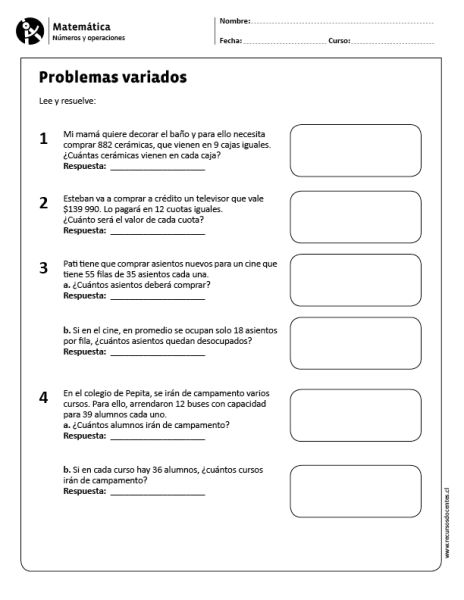 Matemática
Números y operaciones
Nombre:
Fecha: Curso:
Problemas variados
Lee y resuelve:
1 Mi mamá quiere decorar el baño y para ello necesita
comprar 882 cerámicas, que vienen en 9 cajas iguales.
¿Cuántas cerámicas vienen en cada caja?
Respuesta:
2 Esteban va a comprar a crédito un televisor que vale
$139 990. Lo pagará en 12 cuotas iguales.
¿Cuánto será el valor de cada cuota?
Respuesta:
3 Pati tiene que comprar asientos nuevos para un cine que
tiene 55 filas de 35 asientos cada una.
a. ¿Cuántos asientos deberá comprar?
Respuesta:
b. Si en el cine, en promedio se ocupan solo 18 asientos
por fila, ¿cuántos asientos quedan desocupados?
Respuesta:
4 En el colegio de Pepita, se irán de campamento varios
cursos. Para ello, arrendaron 12 buses con capacidad
para 39 alumnos cada uno.
a. ¿Cuántos alumnos irán de campamento?
Respuesta:
b. Si en cada curso hay 36 alumnos, ¿cuántos cursos
irán de campamento?
Respuesta:
www.recursosdocentes.cl